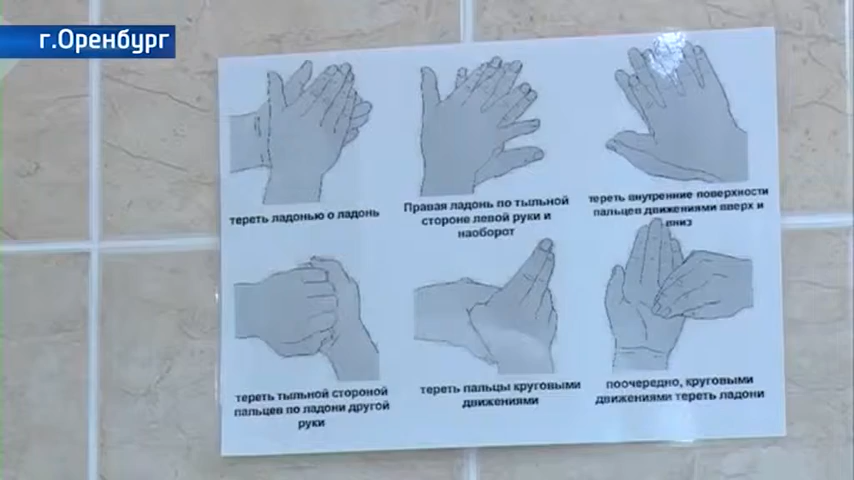 г.Оренбург
тереть ладонью о ладонь
Правая ладонь по тыльной
стороне левой руки и
наоборот
тереть внутренние поверхности
пальцев движениями вверх и
вниз
тереть тыльной стороной
пальцев по ладони другой
руки
тереть пальцы круговыми
движениями
поочередно, круговыми
движениями тереть ладони